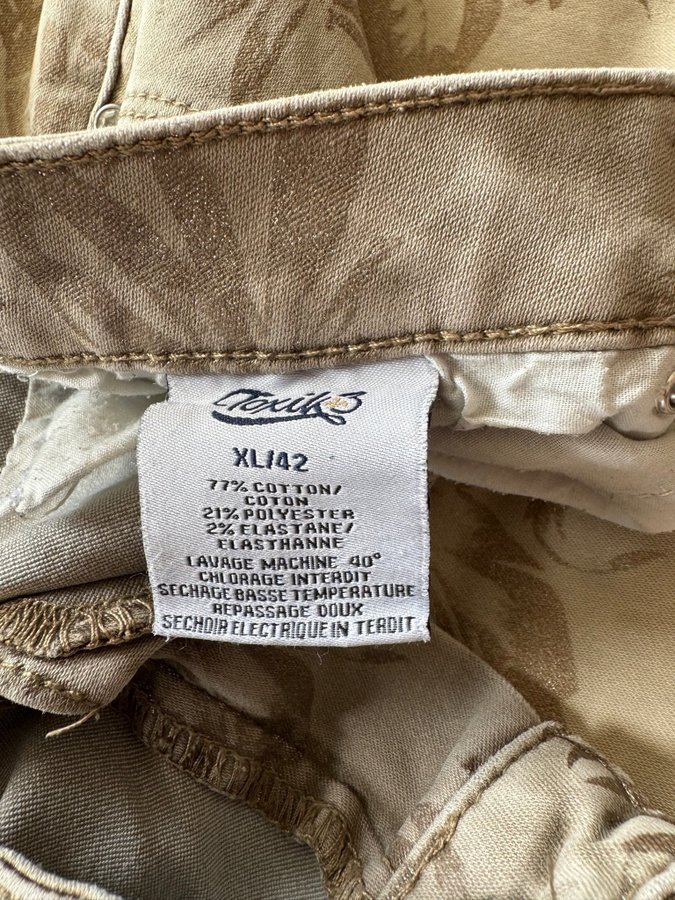 Toxik3
XL/42
77% COTTON/
COTON
21% POLYESTER
2% ELASTANE/
ELASTHANNE
LAVAGE MACHINE 40°
CHLORAGE INTERDIT
SECHAGE BASSE TEMPERATURE
REPASSAGE DOUX
SECHOIR ELECTRIQUE IN TERDIT